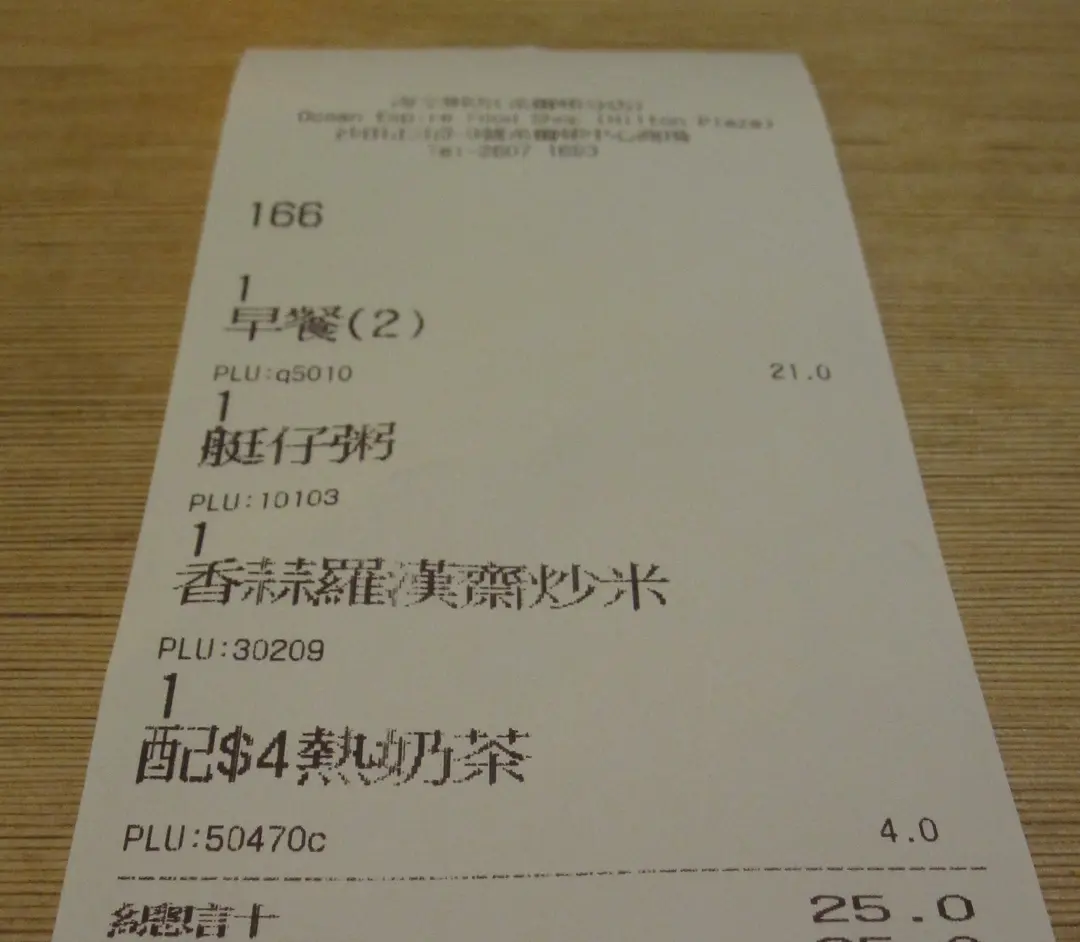 Ocean Empire Food Shop (Hilton Plaza)
166
1
早餐(2)
PLU:q5010 21.0
1
艇仔粥
PLU:10103
1
香蒜羅漢齋炒米
PLU:30209
1
配$4熱奶茶
PLU:50470c 4.0
總計 25.0